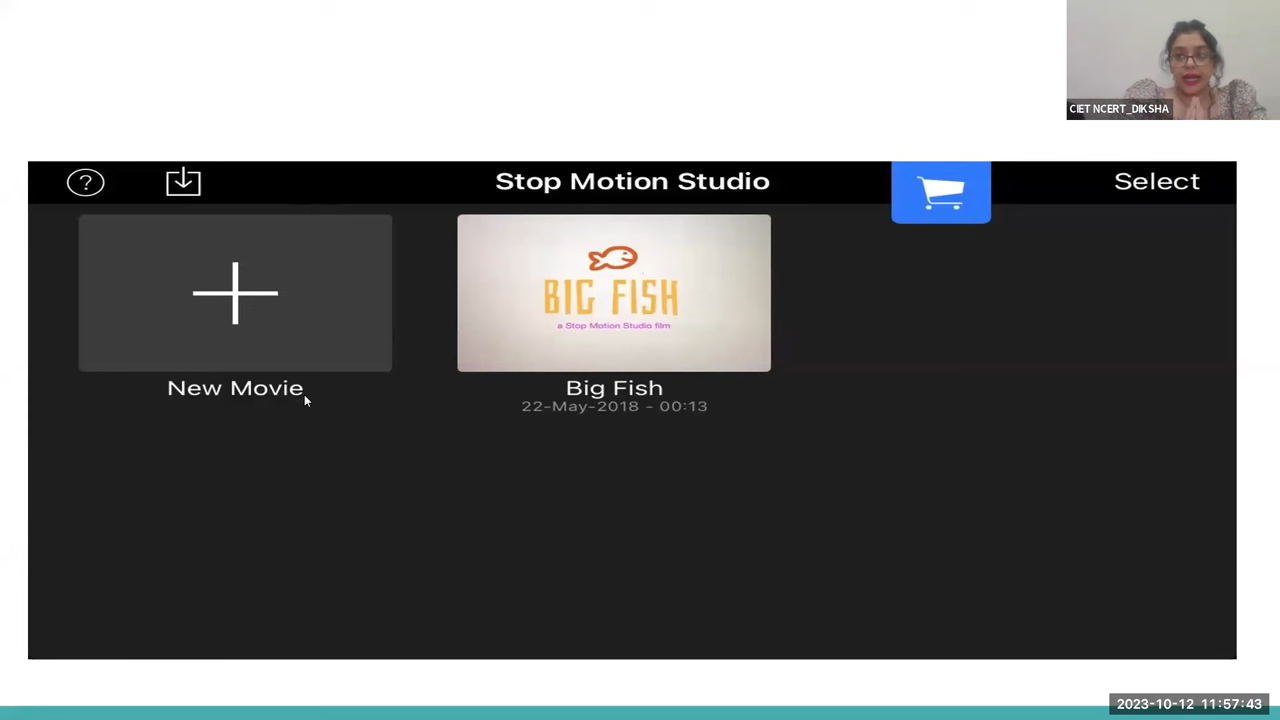 CIET NCERT_DIKSHA
?
Stop Motion Studio
Select
BIG FISH
a Stop Motion Studio film
New Movie
Big Fish
22-May-2018 - 00:13
2023-10-12 11:57:43